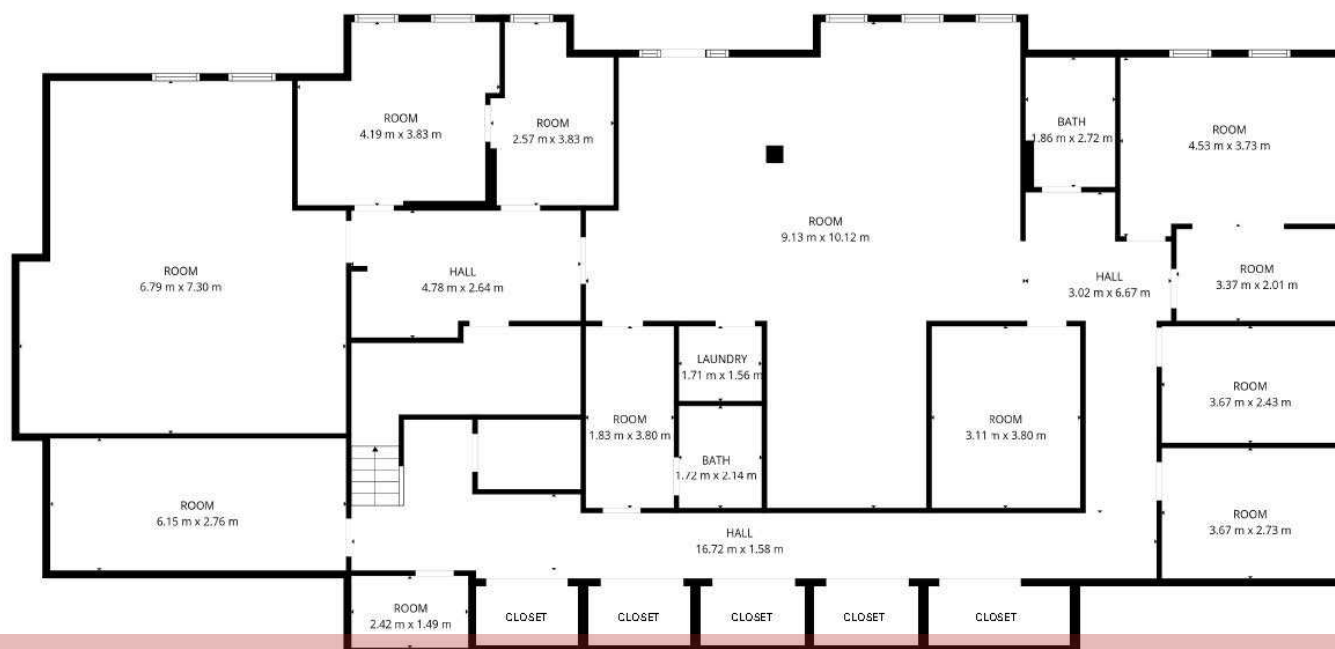 ROOM
4.19 m x 3.83 m
ROOM
2.57 m x 3.83 m
BATH
1.86 m x 2.72 m
ROOM
4.53 m x 3.73 m
ROOM
9.13 m x 10.12 m
ROOM
6.79 m x 7.30 m
HALL
4.78 m x 2.64 m
HALL
3.02 m x 6.67 m
ROOM
3.37 m x 2.01 m
LAUNDRY
1.71 m x 1.56 m
ROOM
3.67 m x 2.43 m
ROOM
1.83 m x 3.80 m
ROOM
3.11 m x 3.80 m
BATH
1.72 m x 2.14 m
ROOM
6.15 m x 2.76 m
ROOM
3.67 m x 2.73 m
HALL
16.72 m x 1.58 m
ROOM
2.42 m x 1.49 m
CLOSET
CLOSET
CLOSET
CLOSET
CLOSET